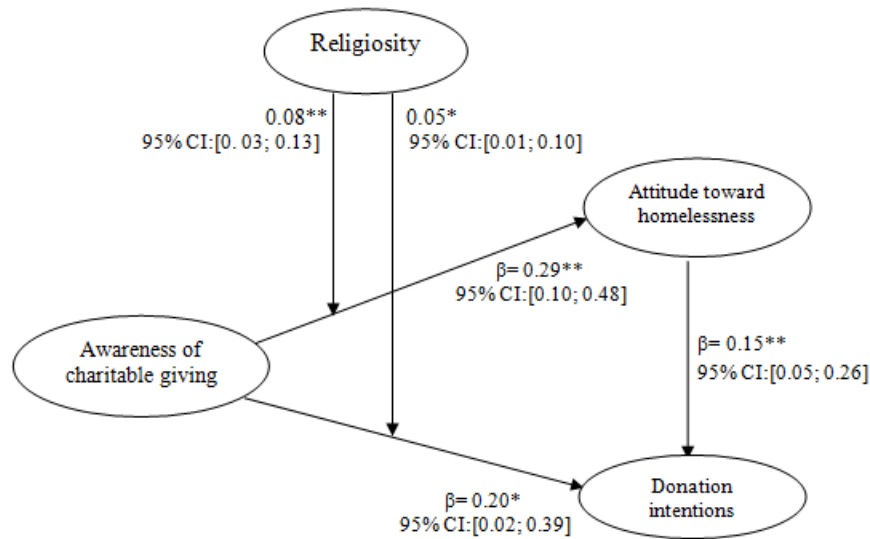 Religiosity
0.08**
95% CI:[0. 03; 0.13]
0.05*
95% CI:[0.01; 0.10]
Attitude toward
homelessness
β= 0.29**
95% CI:[0.10; 0.48]
Awareness of
charitable giving
β= 0.15**
95% CI:[0.05; 0.26]
β= 0.20*
95% CI:[0.02; 0.39]
Donation
intentions